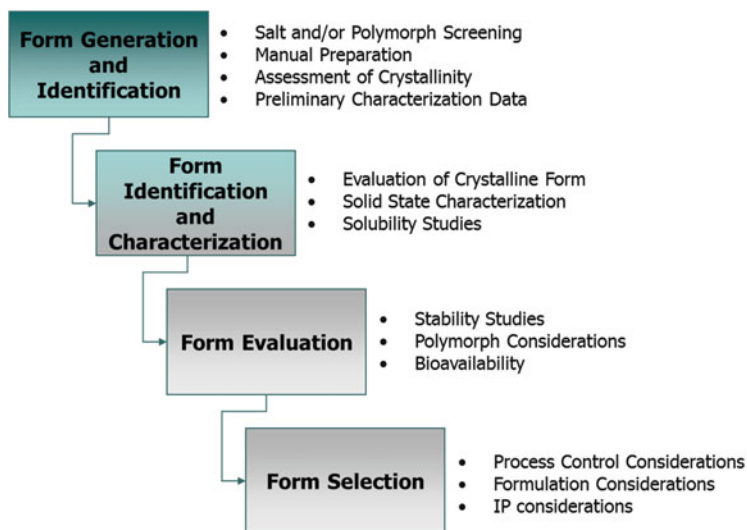 Form Generation
and
Identification
• Salt and/or Polymorph Screening
• Manual Preparation
• Assessment of Crystallinity
• Preliminary Characterization Data
Form
Identification
and
Characterization
• Evaluation of Crystalline Form
• Solid State Characterization
• Solubility Studies
Form Evaluation
• Stability Studies
• Polymorph Considerations
• Bioavailability
Form Selection
• Process Control Considerations
• Formulation Considerations
• IP considerations